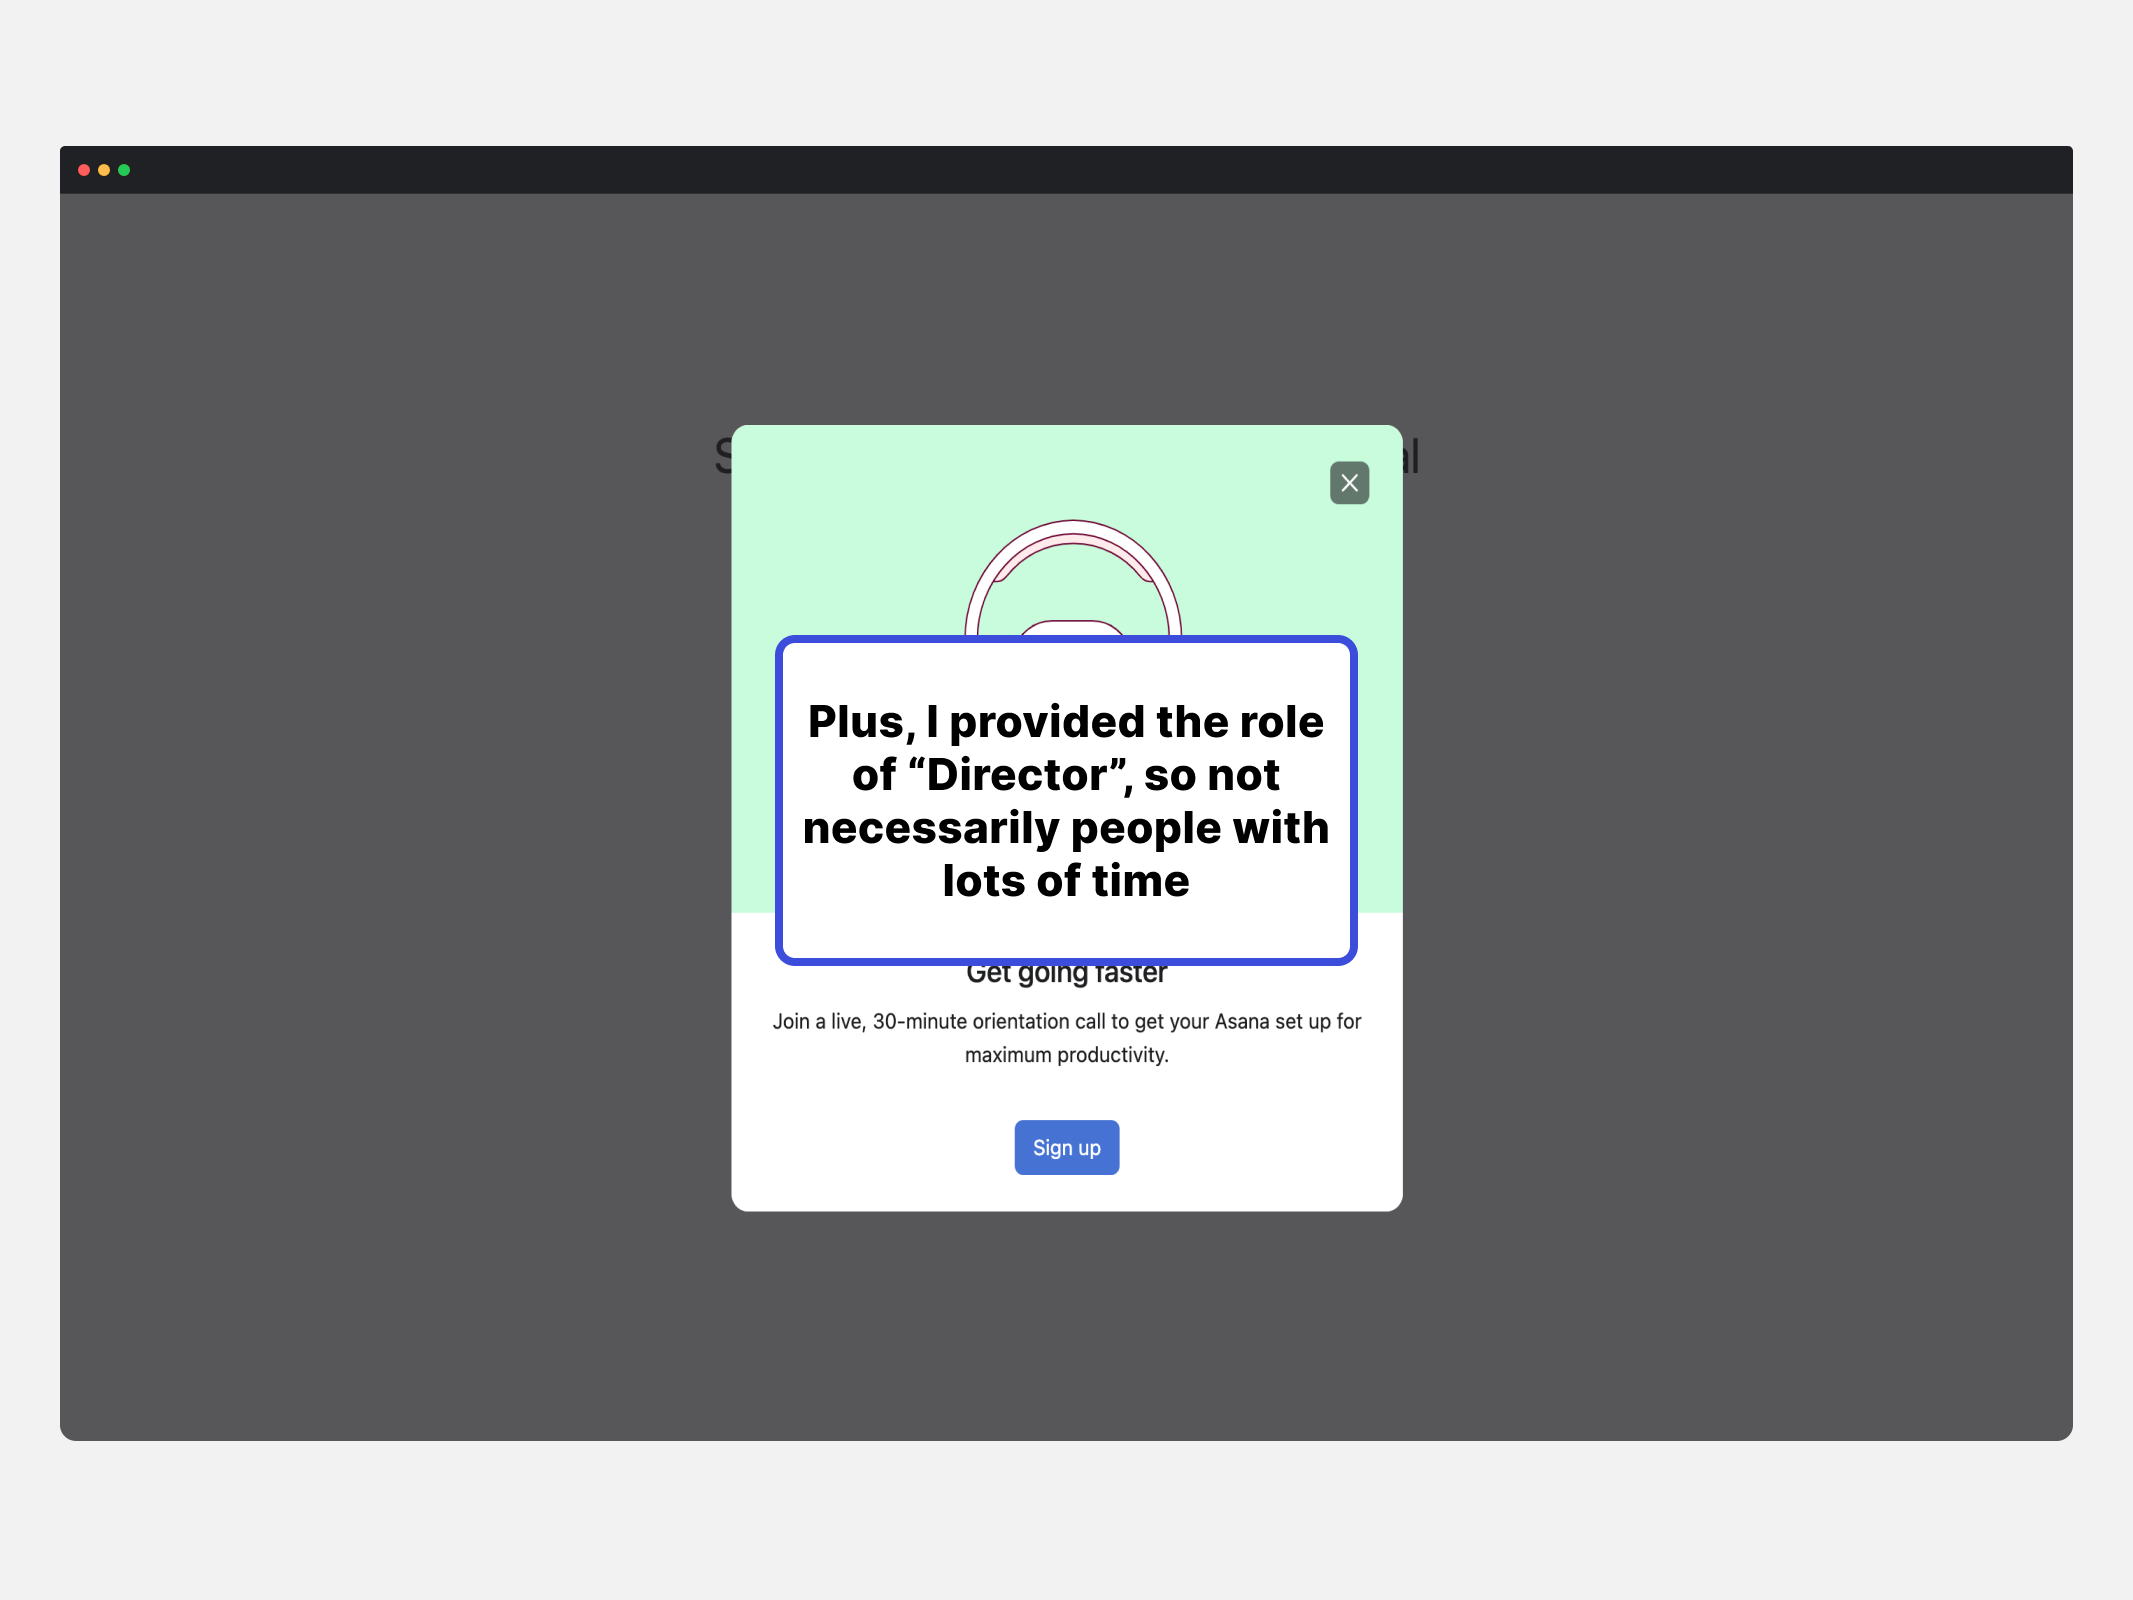 Plus, I provided the role
of “Director”, so not
necessarily people with
lots of time
Get going faster
Join a live, 30-minute orientation call to get your Asana set up for
maximum productivity.
Sign up